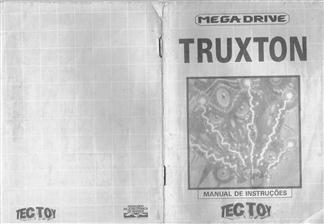 TEC TOY
MEGA DRIVE
TRUXTON
MANUAL DE INSTRUÇÕES
TEC TOY